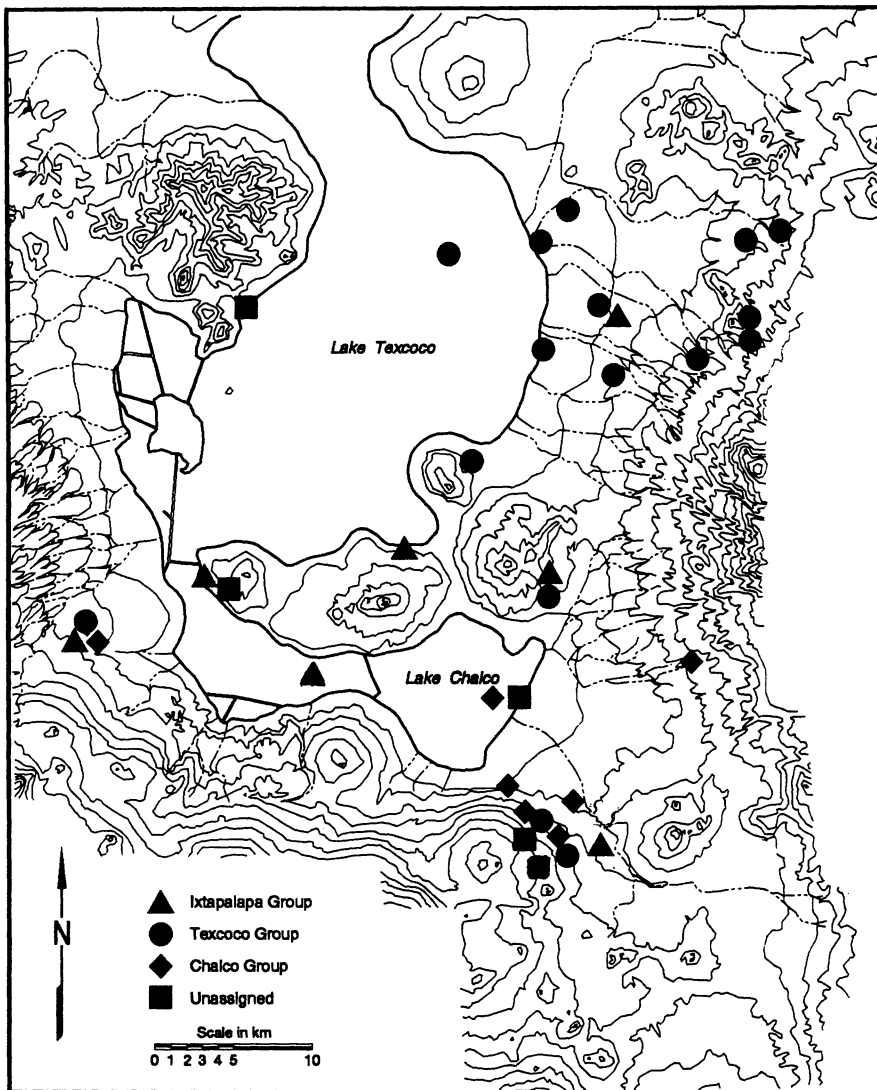 Lake Texcoco
Lake Chalco
N
Ixtapalapa Group
Texcoco Group
Chalco Group
Unassigned
Scale in km
0 1 2 3 4 5 10